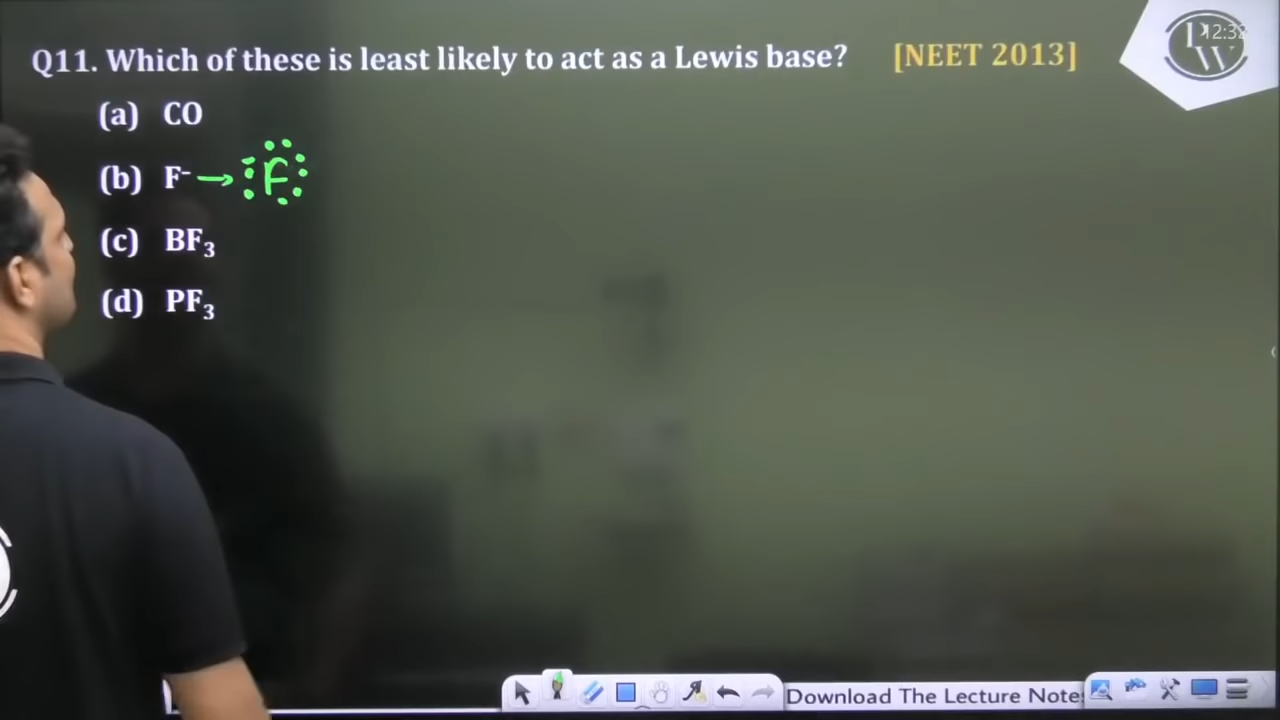 Q11. Which of these is least likely to act as a Lewis base? [NEET 2013]
(a) CO
(b) F⁻ → F
(c) BF₃
(d) PF₃
PW
Download The Lecture Note